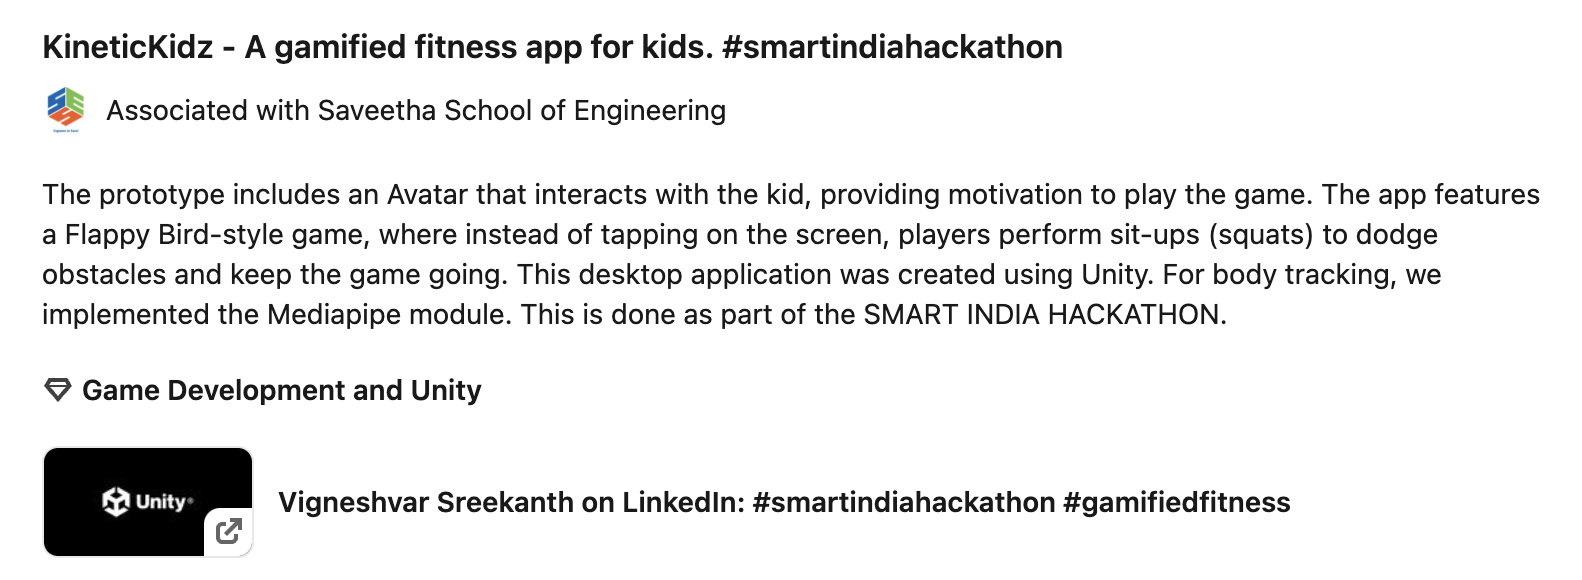 KineticKidz - A gamified fitness app for kids. #smartindiahackathon
Associated with Saveetha School of Engineering
The prototype includes an Avatar that interacts with the kid, providing motivation to play the game. The app features
a Flappy Bird-style game, where instead of tapping on the screen, players perform sit-ups (squats) to dodge
obstacles and keep the game going. This desktop application was created using Unity. For body tracking, we
implemented the Mediapipe module. This is done as part of the SMART INDIA HACKATHON.
Game Development and Unity
Unity
Vigneshvar Sreekanth on LinkedIn: #smartindiahackathon #gamifiedfitness